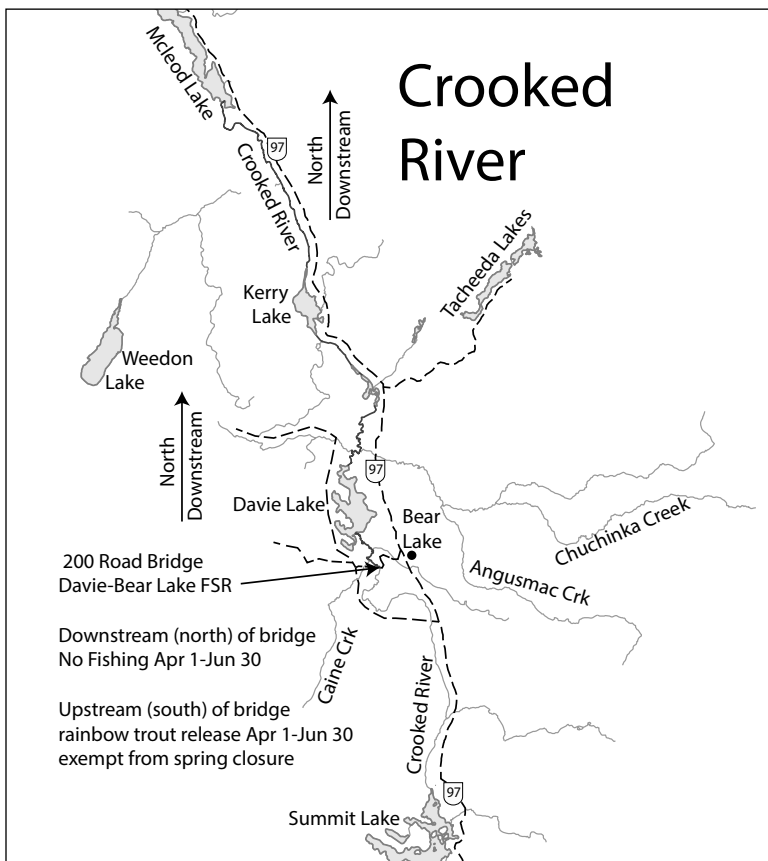 Crooked
River
Mcleod Lake
97
North
Downstream
Crooked River
Tacheeda Lakes
Kerry
Lake
Weedon
Lake
North
Downstream
97
Davie Lake
Bear
Lake
Chuchinka Creek
Angusmac Crk
200 Road Bridge
Davie-Bear Lake FSR
Downstream (north) of bridge
No Fishing Apr 1-Jun 30
Caine Crk
Crooked River
Upstream (south) of bridge
rainbow trout release Apr 1-Jun 30
exempt from spring closure
97
Summit Lake